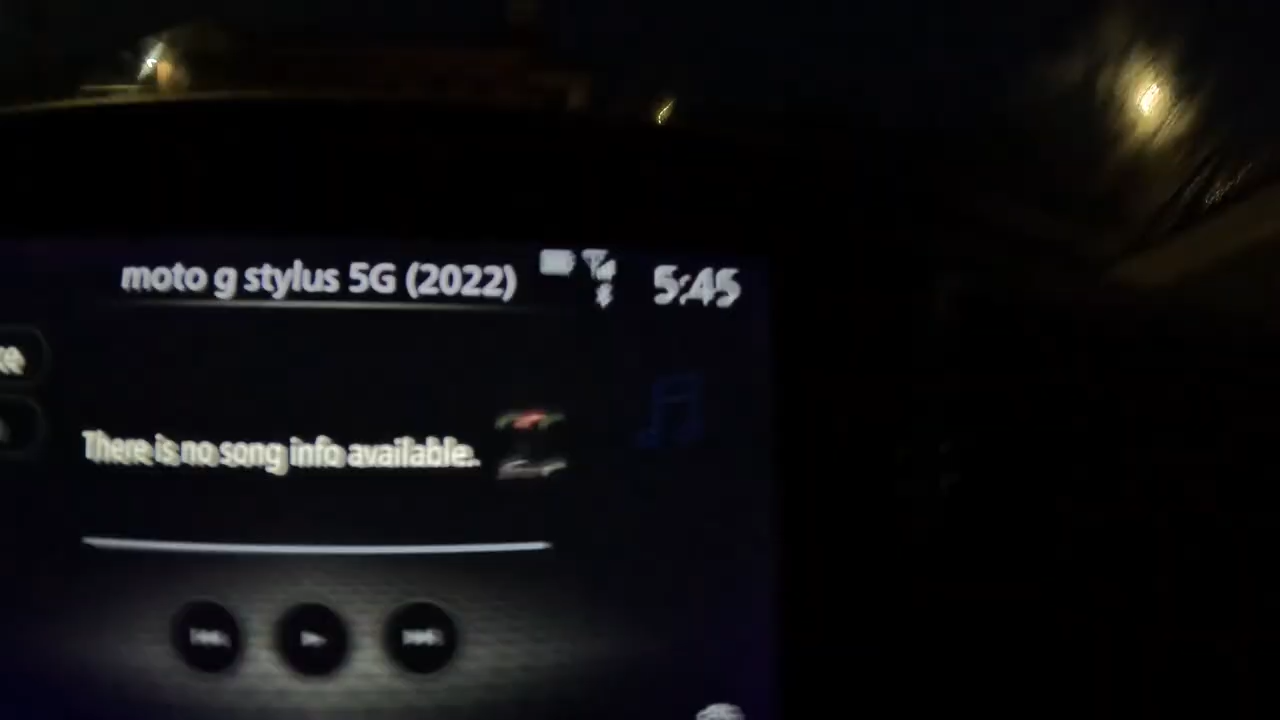 moto g stylus 5G (2022)
5:45
There is no song info available.